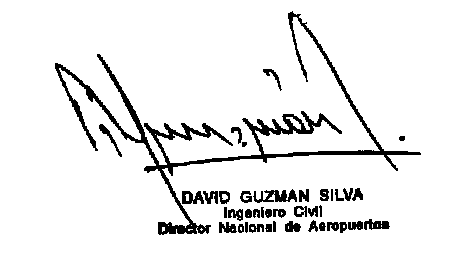 DAVID GUZMAN SILVA
Ingeniero Civil
Director Nacional de Aeropuertos